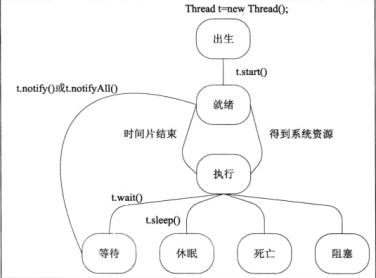 Thread t=new Thread();
出生
t.start()
t.notify()或t.notifyAll()
就绪
时间片结束
得到系统资源
执行
t.wait()
t.sleep()
等待
休眠
死亡
阻塞